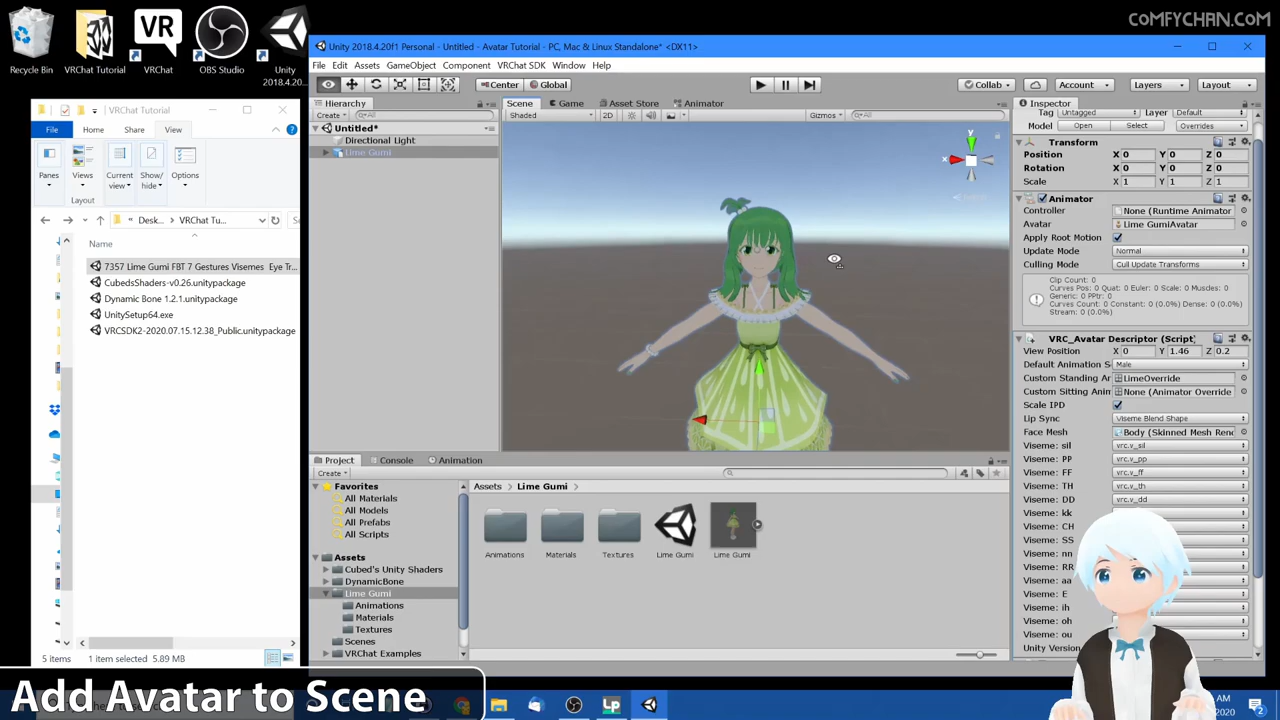 COMFYCHAN.COM
Recycle Bin
VRChat Tutorial
VR
CHAT
VRChat
OBS Studio
Unity 2018.4.20f1
Unity 2018.4.20f1 Personal - Untitled - Avatar Tutorial - PC, Mac & Linux Standalone* <DX11>
File Edit Assets GameObject Component VRChat SDK Window Help
Center Global
Collab Account Layers Layout
VRChat Tutorial
File Home Share View
Panes
Views
Current view
Show/hide
Options
Layout
« Desk... > VRChat Tu...
Name
7357 Lime Gumi FBT 7 Gestures Visemes Eye Tr...
CubedsShaders-v0.26.unitypackage
Dynamic Bone 1.2.1.unitypackage
UnitySetup64.exe
VRCSDK2-2020.07.15.12.38_Public.unitypackage
5 items 1 item selected 5.89 MB
Hierarchy
Create All
Untitled*
Directional Light
Lime Gumi
Scene Game Asset Store Animator
Shaded 2D Gizmos All
y
x
Project Console Animation
Create
Favorites
All Materials
All Models
All Prefabs
All Scripts
Assets
Cubed's Unity Shaders
DynamicBone
Lime Gumi
Animations
Materials
Textures
Scenes
VRChat Examples
Assets > Lime Gumi >
Animations Materials Textures Lime Gumi Lime Gumi
Inspector
Tag Untagged Layer Default
Model Open Select Overrides
Transform
Position X 0 Y 0 Z 0
Rotation X 0 Y 0 Z 0
Scale X 1 Y 1 Z 1
Animator
Controller None (Runtime Animator
Avatar Lime GumiAvatar
Apply Root Motion
Update Mode Normal
Culling Mode Cull Update Transforms
Clip Count: 0
Curves Pos: 0 Quat: 0 Euler: 0 Scale: 0 Muscles: 0
Generic: 0 PPtr: 0
Curves Count: 0 Constant: 0 (0.0%) Dense: 0 (0.0%)
Stream: 0 (0.0%)
VRC_Avatar Descriptor (Script)
View Position X 0 Y 1.46 Z 0.2
Default Animation S Male
Custom Standing Ar LimeOverride
Custom Sitting Anim None (Animator Override
Scale IPD
Lip Sync Viseme Blend Shape
Face Mesh Body (Skinned Mesh Rend
Viseme: sil vrc.v_sil
Viseme: PP vrc.v_pp
Viseme: FF vrc.v_ff
Viseme: TH vrc.v_th
Viseme: DD vrc.v_dd
Viseme: kk
Viseme: CH
Viseme: SS
Viseme: nn
Viseme: RR
Viseme: aa
Viseme: E
Viseme: ih
Viseme: oh
Viseme: ou
Unity Version
Add Avatar to Scene
Lp
AM
2020
2